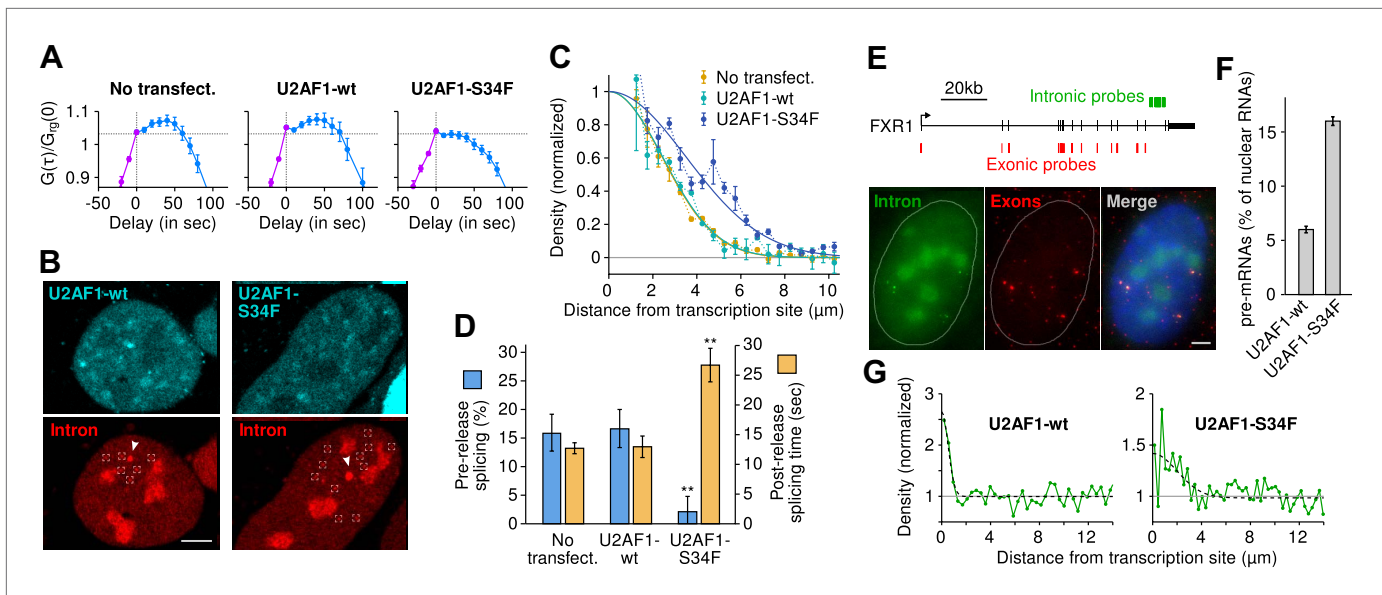 A
No transfect.
U2AF1-wt
U2AF1-S34F
G(τ)/Grg(0)
1.1
1
0.9
-50 0 50 100
-50 0 50 100
-50 0 50 100
Delay (in sec)
Delay (in sec)
Delay (in sec)
B
U2AF1-wt
U2AF1-
S34F
Intron
Intron
C
No transfect.
U2AF1-wt
U2AF1-S34F
Density (normalized)
1.0
0.8
0.6
0.4
0.2
0
0 2 4 6 8 10
Distance from transcription site (μm)
D
Pre-release
splicing (%)
30
25
20
15
10
5
0
**
**
30
25
20
15
10
5
0
Post-release
splicing time (sec)
No
transfect.
U2AF1-
wt
U2AF1-
S34F
E
20kb
Intronic probes
FXR1
Exonic probes
Intron
Exons
Merge
F
pre-mRNAs (% of nuclear RNAs)
15
10
5
0
U2AF1-wt
U2AF1-S34F
G
Density (normalized)
3
2
1
U2AF1-wt
0 4 8 12
2
1.5
1
U2AF1-S34F
0 4 8 12
Distance from transcription site (μm)